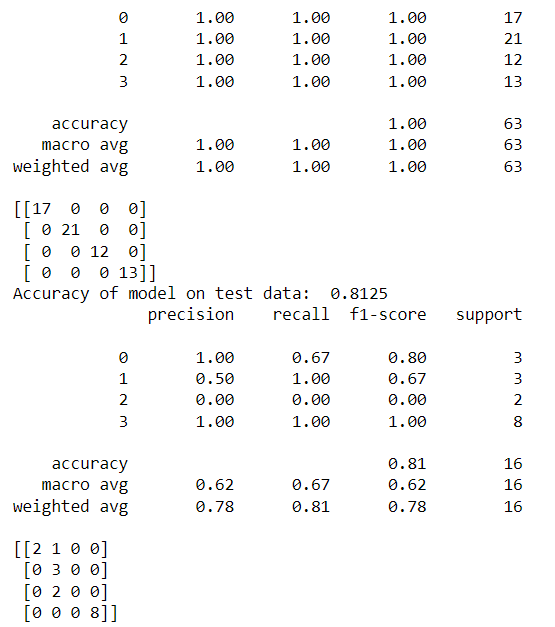 0 1.00 1.00 1.00 17
1 1.00 1.00 1.00 21
2 1.00 1.00 1.00 12
3 1.00 1.00 1.00 13
accuracy 1.00 63
macro avg 1.00 1.00 1.00 63
weighted avg 1.00 1.00 1.00 63
[[17 0 0 0]
[ 0 21 0 0]
[ 0 0 12 0]
[ 0 0 0 13]]
Accuracy of model on test data: 0.8125
precision recall f1-score support
0 1.00 0.67 0.80 3
1 0.50 1.00 0.67 3
2 0.00 0.00 0.00 2
3 1.00 1.00 1.00 8
accuracy 0.81 16
macro avg 0.62 0.67 0.62 16
weighted avg 0.78 0.81 0.78 16
[[2 1 0 0]
[0 3 0 0]
[0 2 0 0]
[0 0 0 8]]